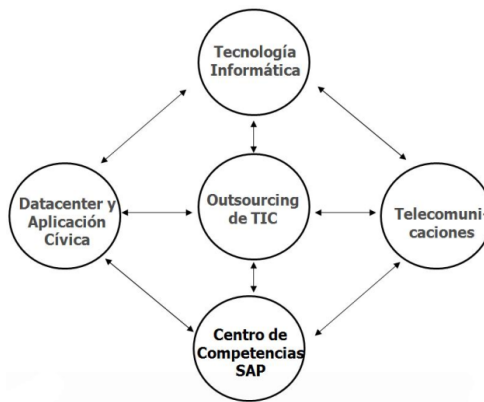 Tecnología
Informática
Datacenter y
Aplicación
Cívica
Outsourcing
de TIC
Telecomuni-
caciones
Centro de
Competencias
SAP